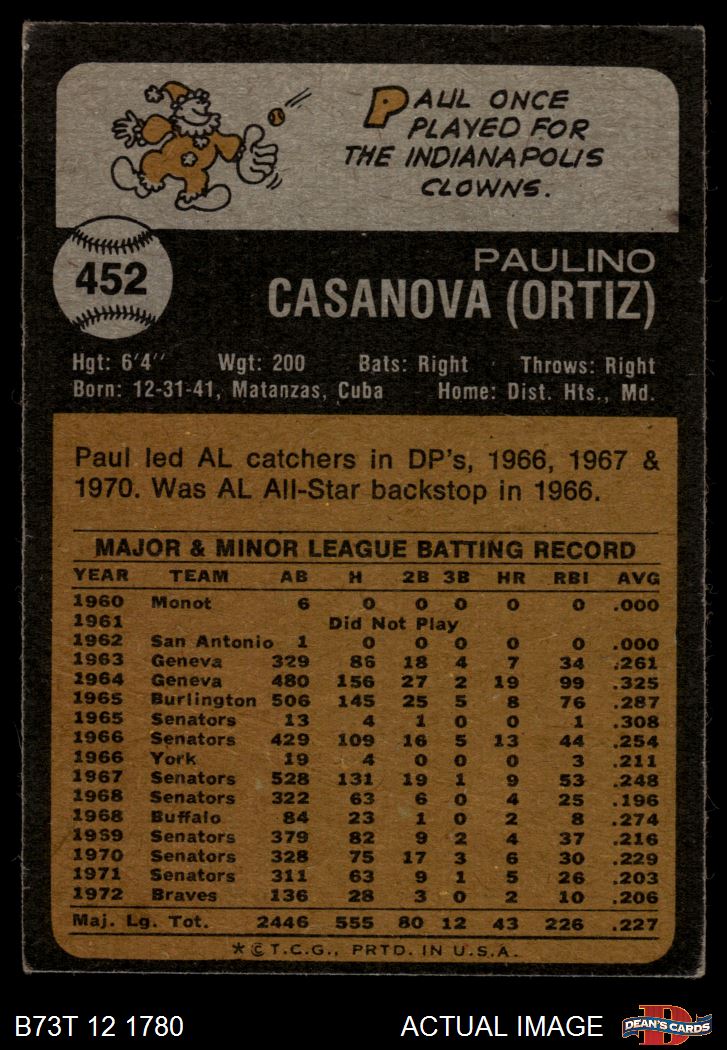 PAUL ONCE
PLAYED FOR
THE INDIANAPOLIS
CLOWNS.
452
PAULINO
CASANOVA (ORTIZ)
Hgt: 6'4" Wgt: 200 Bats: Right Throws: Right
Born: 12-31-41, Matanzas, Cuba Home: Dist. Hts., Md.
Paul led AL catchers in DP's, 1966, 1967 &
1970. Was AL All-Star backstop in 1966.
MAJOR & MINOR LEAGUE BATTING RECORD
YEAR TEAM AB H 2B 3B HR RBI AVG
1960 Monot 6 0 0 0 0 0 .000
1961 Did Not Play
1962 San Antonio 1 0 0 0 0 0 .000
1963 Geneva 329 86 18 4 7 34 .261
1964 Geneva 480 156 27 2 19 99 .325
1965 Burlington 506 145 25 5 8 76 .287
1965 Senators 13 4 1 0 0 1 .308
1966 Senators 429 109 16 5 13 44 .254
1966 York 19 4 0 0 0 3 .211
1967 Senators 528 131 19 1 9 53 .248
1968 Senators 322 63 6 0 4 25 .196
1968 Buffalo 84 23 1 0 2 8 .274
1969 Senators 379 82 9 2 4 37 .216
1970 Senators 328 75 17 3 6 30 .229
1971 Senators 311 63 9 1 5 26 .203
1972 Braves 136 28 3 0 2 10 .206
Maj. Lg. Tot. 2446 555 80 12 43 226 .227
*© T.C.G., PRTD. IN U.S.A.
B73T 12 1780 ACTUAL IMAGE
D
DEAN'S CARDS